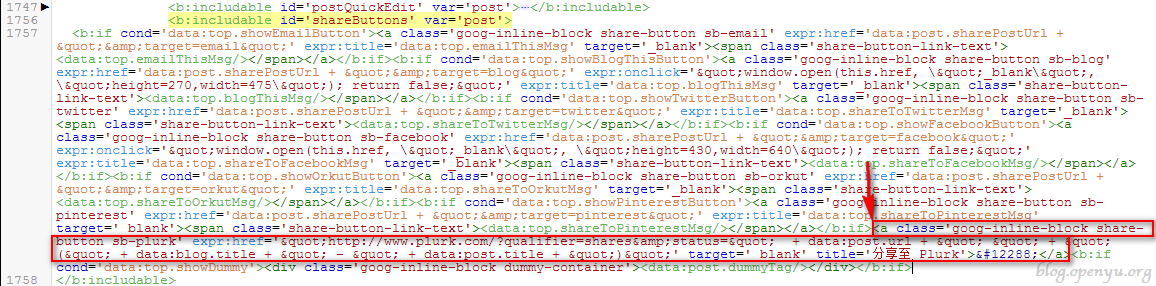 1747 <b:includable id='postQuickEdit' var='post'>⋯</b:includable>
1756 <b:includable id='shareButtons' var='post'>
1757 <b:if cond='data:top.showEmailButton'><a class='goog-inline-block share-button sb-email' expr:href='data:post.sharePostUrl +
&quot;&amp;target=email&quot;' expr:title='data:top.emailThisMsg' target='_blank'><span class='share-button-link-text'>
<data:top.emailThisMsg/></span></a></b:if><b:if cond='data:top.showBlogThisButton'><a class='goog-inline-block share-button sb-blog'
expr:href='data:post.sharePostUrl + &quot;&amp;target=blog&quot;' expr:onclick='&quot;window.open(this.href, \&quot;_blank\&quot;,
\&quot;height=270,width=475\&quot;); return false;&quot;' expr:title='data:top.blogThisMsg' target='_blank'><span class='share-button-
link-text'><data:top.blogThisMsg/></span></a></b:if><b:if cond='data:top.showTwitterButton'><a class='goog-inline-block share-button sb-
twitter' expr:href='data:post.sharePostUrl + &quot;&amp;target=twitter&quot;' expr:title='data:top.shareToTwitterMsg' target='_blank'>
<span class='share-button-link-text'><data:top.shareToTwitterMsg/></span></a></b:if><b:if cond='data:top.showFacebookButton'><a
class='goog-inline-block share-button sb-facebook' expr:href='data:post.sharePostUrl + &quot;&amp;target=facebook&quot;'
expr:onclick='&quot;window.open(this.href, \&quot;_blank\&quot;, \&quot;height=430,width=640\&quot;); return false;&quot;'
expr:title='data:top.shareToFacebookMsg' target='_blank'><span class='share-button-link-text'><data:top.shareToFacebookMsg/></span></a>
</b:if><b:if cond='data:top.showOrkutButton'><a class='goog-inline-block share-button sb-orkut' expr:href='data:post.sharePostUrl +
&quot;&amp;target=orkut&quot;' expr:title='data:top.shareToOrkutMsg' target='_blank'><span class='share-button-link-text'>
<data:top.shareToOrkutMsg/></span></a></b:if><b:if cond='data:top.showPinterestButton'><a class='goog-inline-block share-button sb-
pinterest' expr:href='data:post.sharePostUrl + &quot;&amp;target=pinterest&quot;' expr:title='data:top.shareToPinterestMsg'
target='_blank'><span class='share-button-link-text'><data:top.shareToPinterestMsg/></span></a></b:if><a class='goog-inline-block share-
button sb-plurk' expr:href='&quot;http://www.plurk.com/?qualifier=shares&amp;status=&quot; + data:post.url + &quot; &quot; + &quot;
(&quot; + data:blog.title + &quot; - &quot; + data:post.title + &quot;)&quot;' target='_blank' title='分享至 Plurk'>&#12288;</a><b:if
cond='data:top.showDummy'><div class='goog-inline-block dummy-container'><data:post.dummyTag/></div></b:if>
1758 </b:includable>
blog.openyu.org